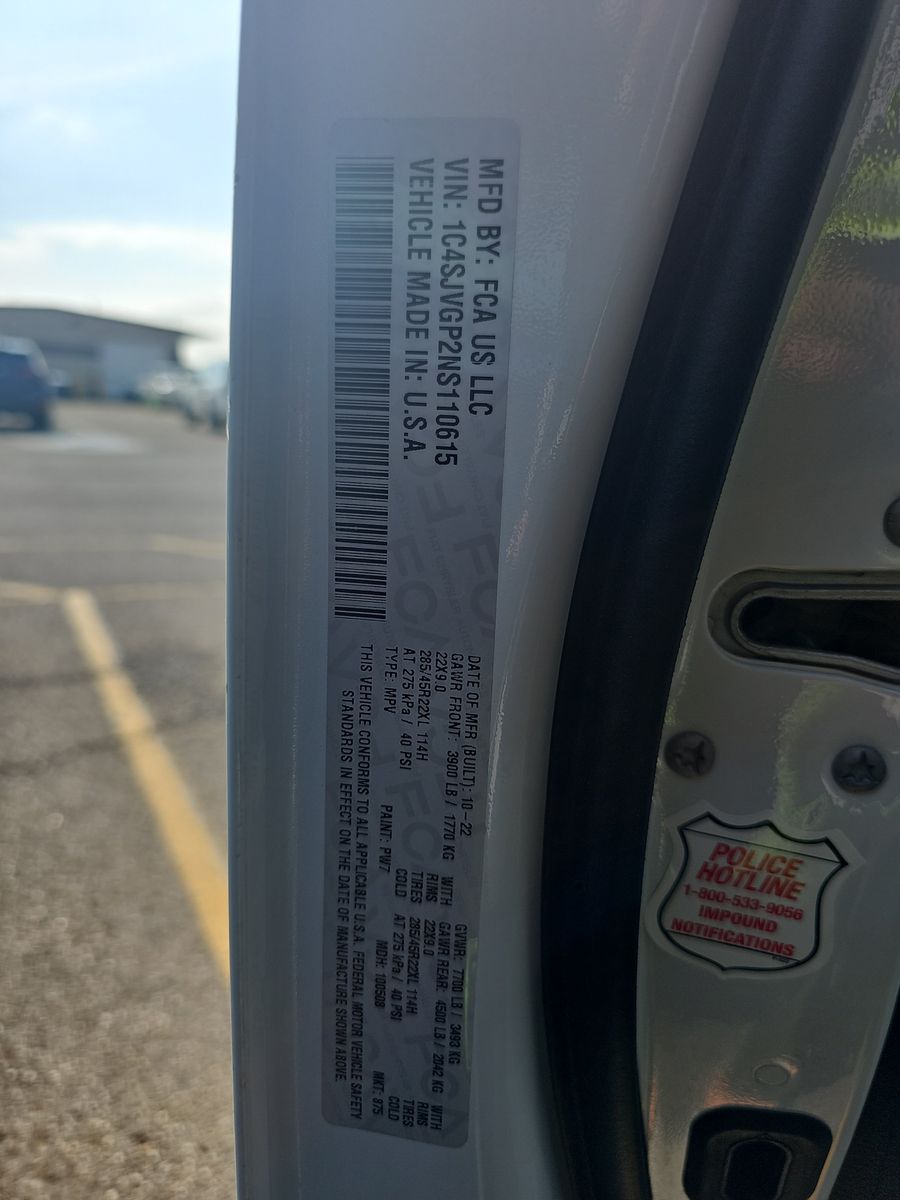 MFD BY: FCA US LLC
VIN: 1C4SJVGP2NS110615
VEHICLE MADE IN: U.S.A.
DATE OF MFR (BUILT): 10-22 GVWR: 7700 LB / 3493 KG
GAWR FRONT: 3900 LB / 1770 KG WITH GAWR REAR: 4500 LB / 2042 KG WITH
22X9.0 RIMS 22X9.0 RIMS
285/45R22XL 114H TIRES 285/45R22XL 114H TIRES
AT 275 kPa / 40 PSI COLD AT 275 kPa / 40 PSI COLD
TYPE: MPV PAINT: PW7 MDH: 100508 MKT: 875
THIS VEHICLE CONFORMS TO ALL APPLICABLE U.S.A. FEDERAL MOTOR VEHICLE SAFETY
STANDARDS IN EFFECT ON THE DATE OF MANUFACTURE SHOWN ABOVE.
POLICE
HOTLINE
1-800-533-9056
IMPOUND
NOTIFICATIONS